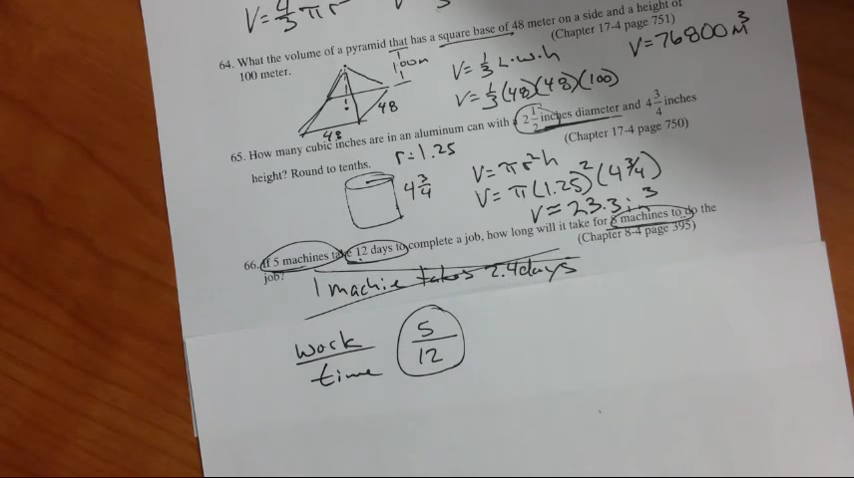 V = 4/3 π r
V
64. What the volume of a pyramid that has a square base of 48 meter on a side and a height of
100 meter.
(Chapter 17-4 page 751)
100m
48
48
V = 1/3 l·w·h
V = 1/3 (48)(48)(100)
V = 76800 m³
65. How many cubic inches are in an aluminum can with a 2 1/2 inches diameter and 4 3/4 inches
height? Round to tenths.
(Chapter 17-4 page 750)
r = 1.25
4 3/4
V = πr²h
V = π(1.25)²(4 3/4)
V = 23.3 in³
66. If 5 machines take 12 days to complete a job, how long will it take for 8 machines to do the
job?
(Chapter 8-4 page 395)
1 machie takes 2.4 days
work
time
5
12